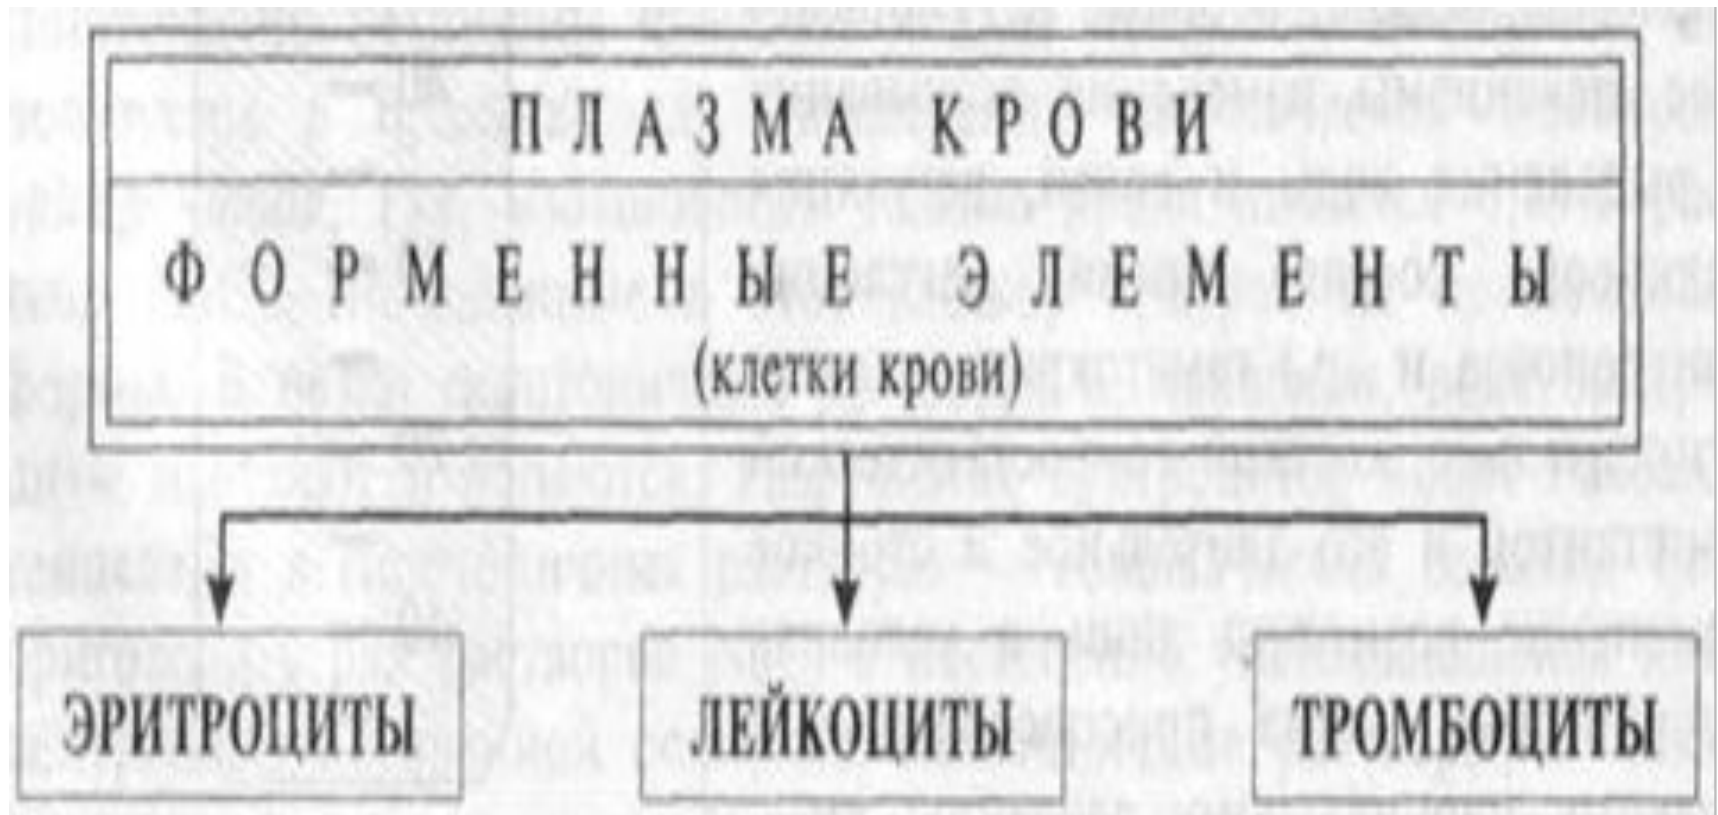 ПЛАЗМА КРОВИ
ФОРМЕННЫЕ ЭЛЕМЕНТЫ
(клетки крови)
ЭРИТРОЦИТЫ
ЛЕЙКОЦИТЫ
ТРОМБОЦИТЫ